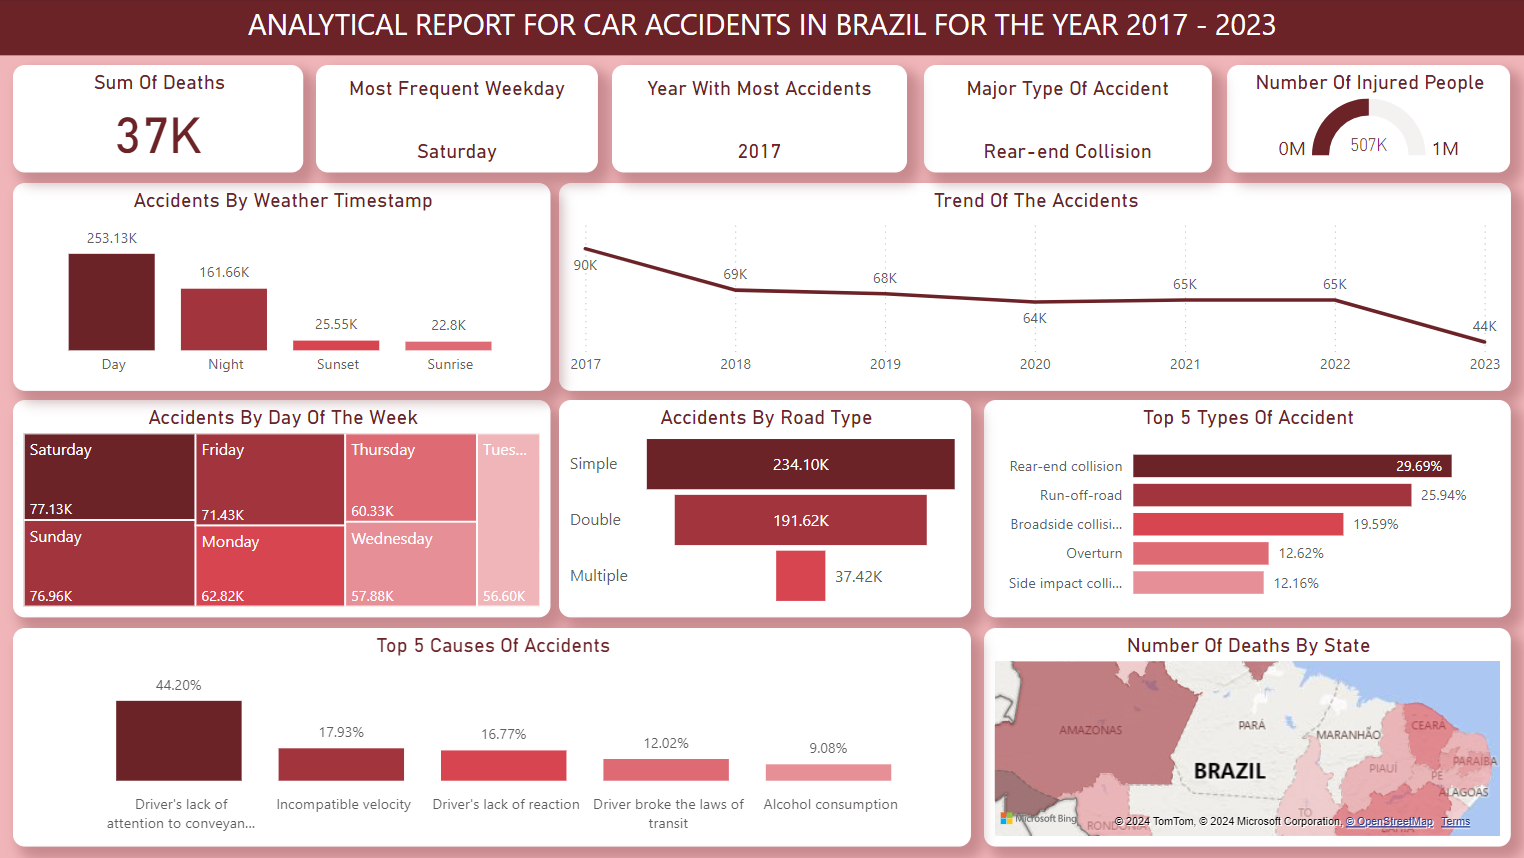 ANALYTICAL REPORT FOR CAR ACCIDENTS IN BRAZIL FOR THE YEAR 2017 - 2023
Sum Of Deaths
37K
Most Frequent Weekday
Saturday
Year With Most Accidents
2017
Major Type Of Accident
Rear-end Collision
Number Of Injured People
0M
507K
1M
Accidents By Weather Timestamp
253.13K
161.66K
25.55K
22.8K
Day
Night
Sunset
Sunrise
Trend Of The Accidents
90K
69K
68K
64K
65K
65K
44K
2017
2018
2019
2020
2021
2022
2023
Accidents By Day Of The Week
Saturday
77.13K
Sunday
76.96K
Friday
71.43K
Monday
62.82K
Thursday
60.33K
Wednesday
57.88K
Tues...
56.60K
Accidents By Road Type
Simple
234.10K
Double
191.62K
Multiple
37.42K
Top 5 Types Of Accident
Rear-end collision
29.69%
Run-off-road
25.94%
Broadside collisi...
19.59%
Overturn
12.62%
Side impact colli...
12.16%
Top 5 Causes Of Accidents
44.20%
17.93%
16.77%
12.02%
9.08%
Driver's lack of
attention to conveyan...
Incompatible velocity
Driver's lack of reaction
Driver broke the laws of
transit
Alcohol consumption
Number Of Deaths By State
AMAZONAS
PARÁ
MARANHÃO
CEARÁ
BRAZIL
PIAUÍ
PARAÍBA
PE
ALAGOAS
TO
RONDÔNIA
BAHIA
Microsoft Bing
© 2024 TomTom, © 2024 Microsoft Corporation, © OpenStreetMap Terms